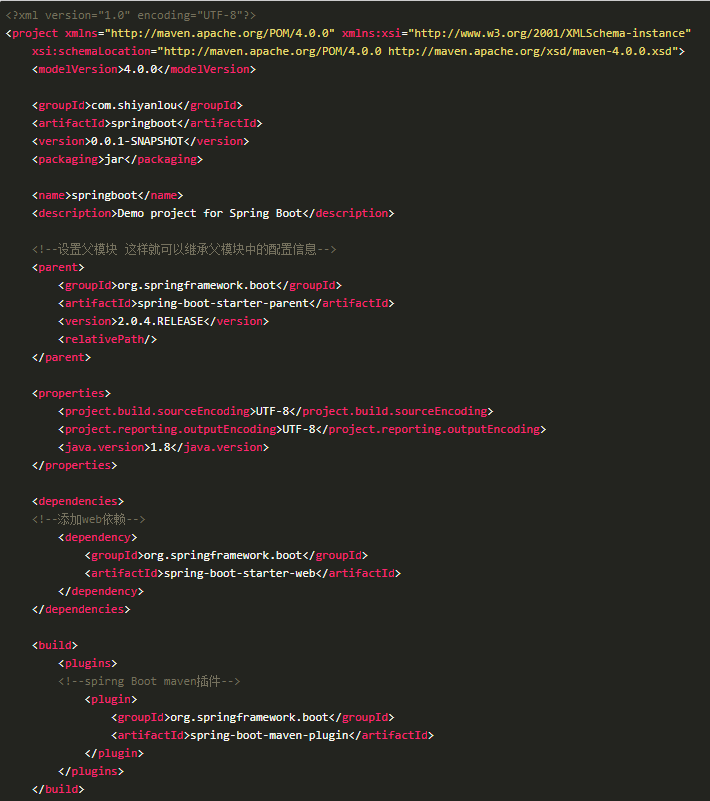 <?xml version="1.0" encoding="UTF-8"?>
<project xmlns="http://maven.apache.org/POM/4.0.0" xmlns:xsi="http://www.w3.org/2001/XMLSchema-instance"
    xsi:schemaLocation="http://maven.apache.org/POM/4.0.0 http://maven.apache.org/xsd/maven-4.0.0.xsd">
    <modelVersion>4.0.0</modelVersion>

    <groupId>com.shiyanlou</groupId>
    <artifactId>springboot</artifactId>
    <version>0.0.1-SNAPSHOT</version>
    <packaging>jar</packaging>

    <name>springboot</name>
    <description>Demo project for Spring Boot</description>

    <!--设置父模块 这样就可以继承父模块中的配置信息-->
    <parent>
        <groupId>org.springframework.boot</groupId>
        <artifactId>spring-boot-starter-parent</artifactId>
        <version>2.0.4.RELEASE</version>
        <relativePath/>
    </parent>

    <properties>
        <project.build.sourceEncoding>UTF-8</project.build.sourceEncoding>
        <project.reporting.outputEncoding>UTF-8</project.reporting.outputEncoding>
        <java.version>1.8</java.version>
    </properties>

    <dependencies>
    <!--添加web依赖-->
        <dependency>
            <groupId>org.springframework.boot</groupId>
            <artifactId>spring-boot-starter-web</artifactId>
        </dependency>
    </dependencies>

    <build>
        <plugins>
        <!--spirng Boot maven插件-->
            <plugin>
                <groupId>org.springframework.boot</groupId>
                <artifactId>spring-boot-maven-plugin</artifactId>
            </plugin>
        </plugins>
    </build>